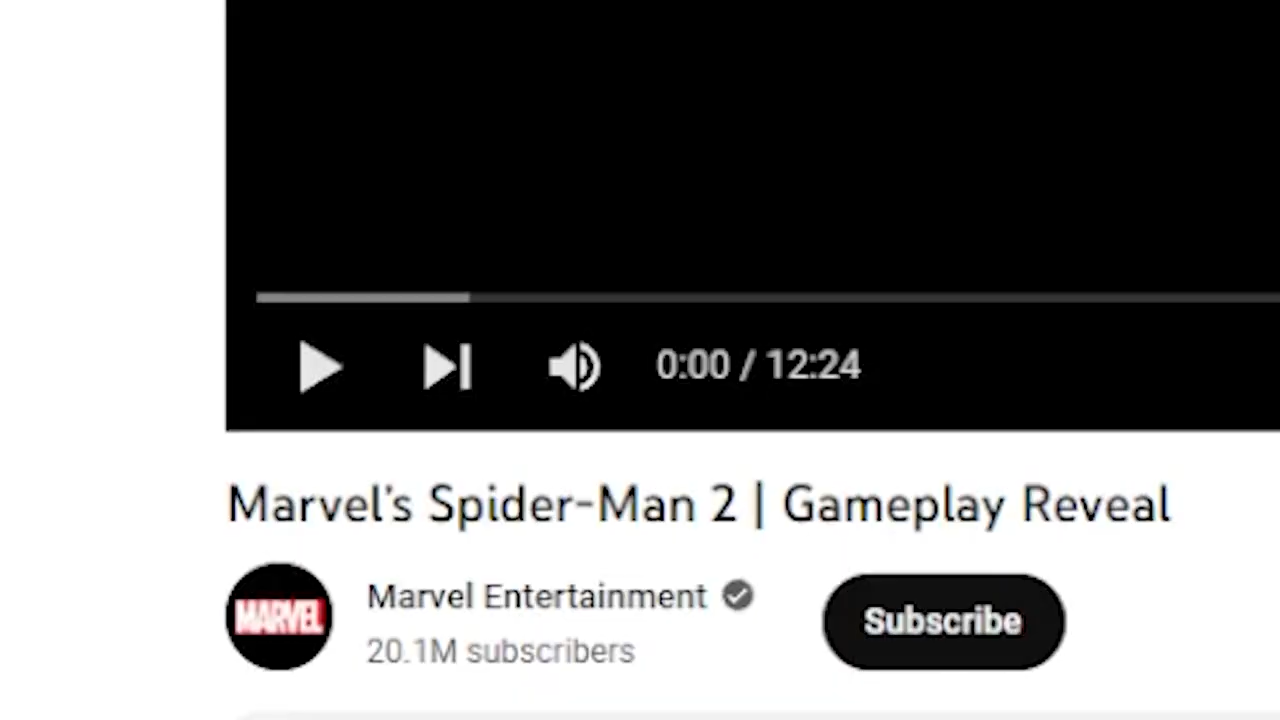 0:00 / 12:24
Marvel's Spider-Man 2 | Gameplay Reveal
MARVEL
Marvel Entertainment
20.1M subscribers
Subscribe